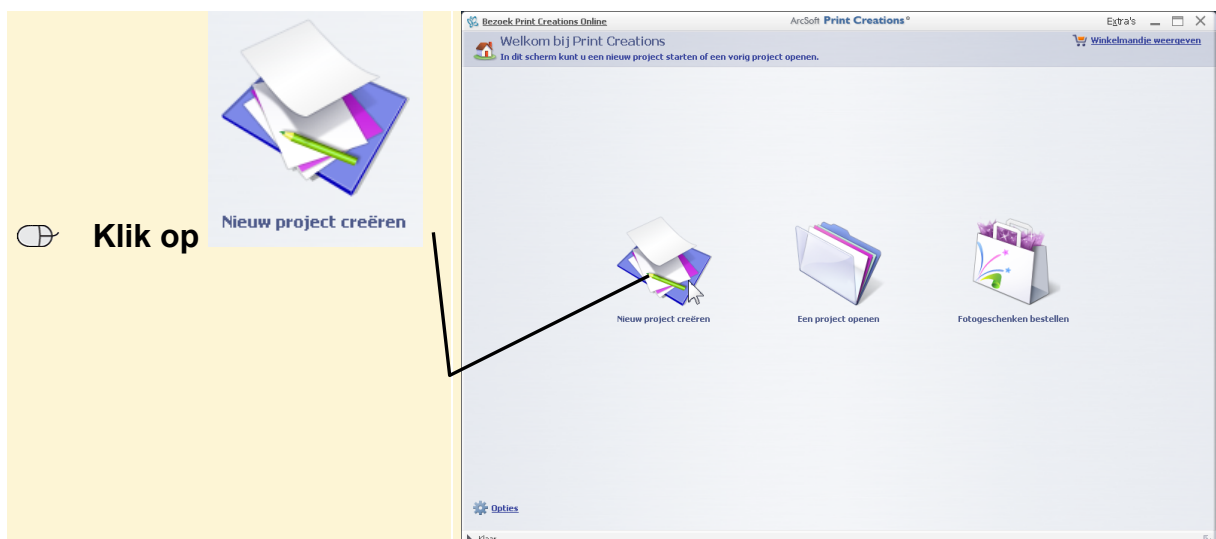 Nieuw project creëren
Klik op
Bezoek Print Creations Online
ArcSoft Print Creations®
Extra's
Welkom bij Print Creations
Winkelmandje weergeven
In dit scherm kunt u een nieuw project starten of een vorig project openen.
Nieuw project creëren
Een project openen
Fotogeschenken bestellen
Opties
Klaar